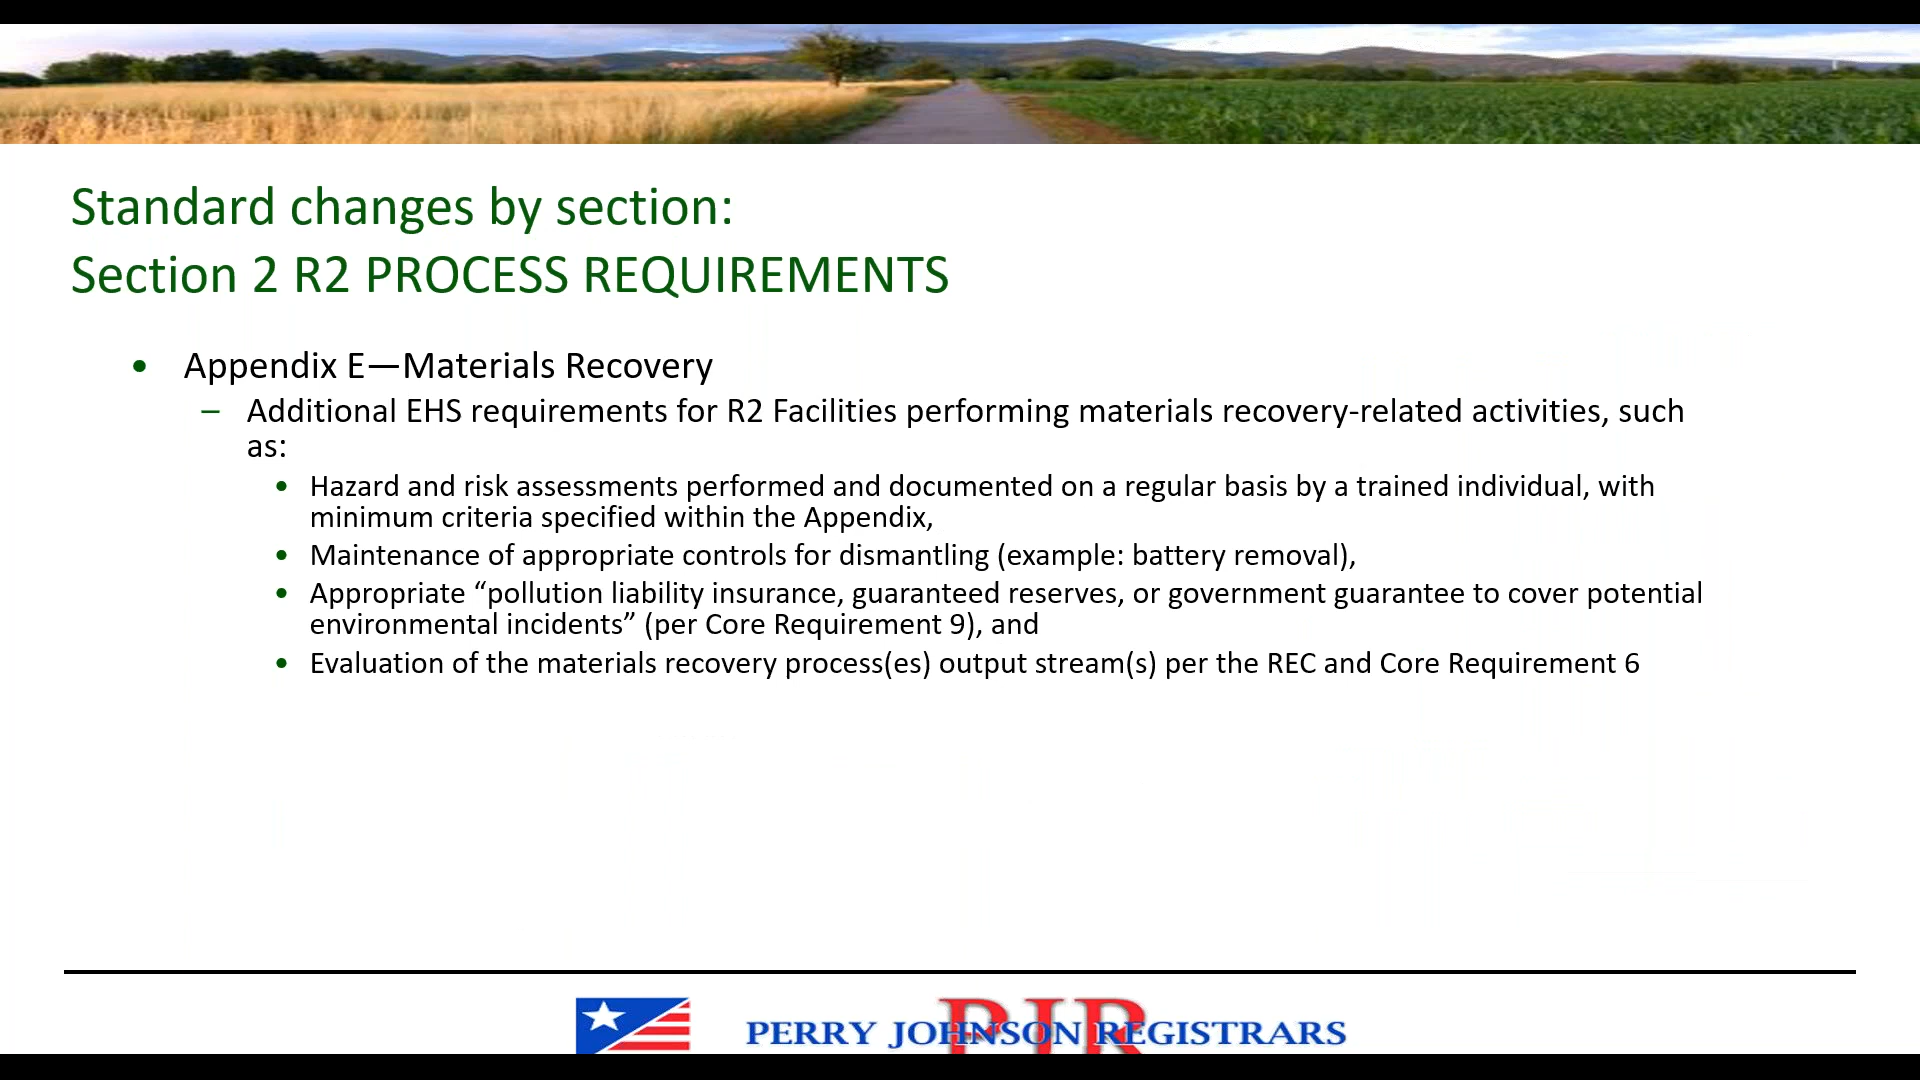 Standard changes by section:
Section 2 R2 PROCESS REQUIREMENTS
• Appendix E—Materials Recovery
– Additional EHS requirements for R2 Facilities performing materials recovery-related activities, such
as:
• Hazard and risk assessments performed and documented on a regular basis by a trained individual, with
minimum criteria specified within the Appendix,
• Maintenance of appropriate controls for dismantling (example: battery removal),
• Appropriate “pollution liability insurance, guaranteed reserves, or government guarantee to cover potential
environmental incidents” (per Core Requirement 9), and
• Evaluation of the materials recovery process(es) output stream(s) per the REC and Core Requirement 6
PJR
PERRY JOHNSON REGISTRARS